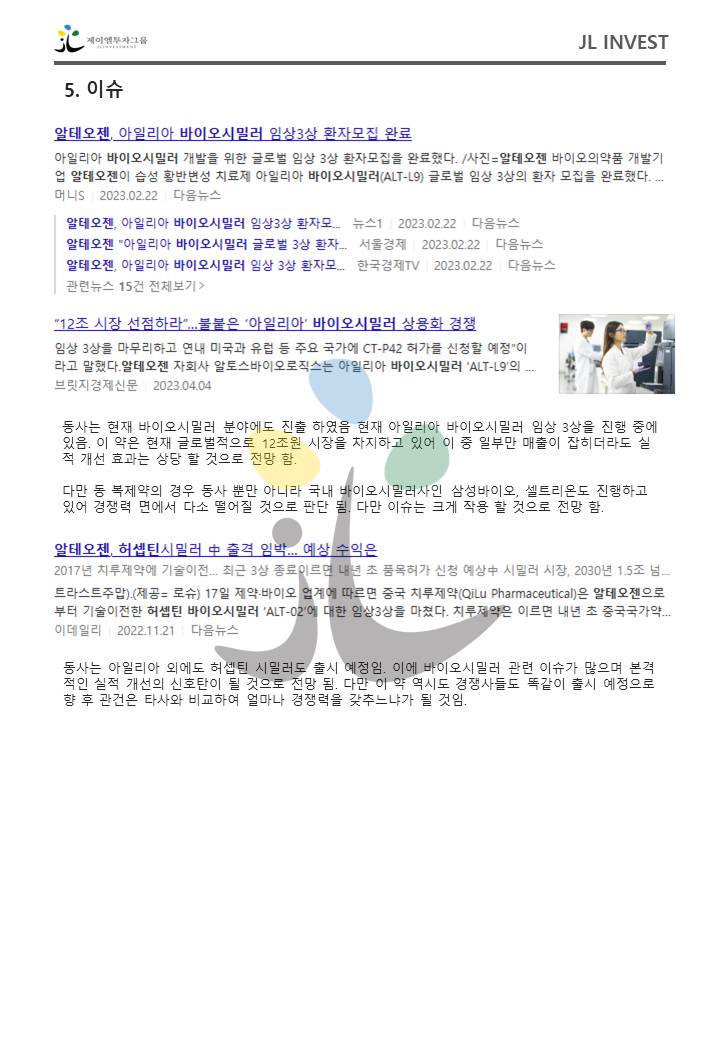 제이엘투자그룹
JLINVESTMENT
JL INVEST
5. 이슈
알테오젠, 아일리아 바이오시밀러 임상3상 환자모집 완료
아일리아 바이오시밀러 개발을 위한 글로벌 임상 3상 환자모집을 완료했다. /사진=알테오젠 바이오의약품 개발기
업 알테오젠이 습성 황반변성 치료제 아일리아 바이오시밀러(ALT-L9) 글로벌 임상 3상의 환자 모집을 완료했다. ...
머니S 2023.02.22 다음뉴스
알테오젠, 아일리아 바이오시밀러 임상3상 환자모... 뉴스1 2023.02.22 다음뉴스
알테오젠 "아일리아 바이오시밀러 글로벌 3상 환자... 서울경제 2023.02.22 다음뉴스
알테오젠, 아일리아 바이오시밀러 임상 3상 환자모... 한국경제TV 2023.02.22 다음뉴스
관련뉴스 15건 전체보기 >
“12조 시장 선점하라”...불붙은 ‘아일리아’ 바이오시밀러 상용화 경쟁
임상 3상을 마무리하고 연내 미국과 유럽 등 주요 국가에 CT-P42 허가를 신청할 예정”이
라고 말했다.알테오젠 자회사 알토스바이오로직스는 아일리아 바이오시밀러 ‘ALT-L9’의 ...
브릿지경제신문 2023.04.04
동사는 현재 바이오시밀러 분야에도 진출 하였음 현재 아일리아 바이오시밀러 임상 3상을 진행 중에
있음. 이 약은 현재 글로벌적으로 12조원 시장을 차지하고 있어 이 중 일부만 매출이 잡히더라도 실
적 개선 효과는 상당 할 것으로 전망 함.
다만 동 복제약의 경우 동사 뿐만 아니라 국내 바이오시밀러사인 삼성바이오, 셀트리온도 진행하고
있어 경쟁력 면에서 다소 떨어질 것으로 판단 됨. 다만 이슈는 크게 작용 할 것으로 전망 함.
알테오젠, 허셉틴시밀러 中 출격 임박... 예상 수익은
2017년 치루제약에 기술이전... 최근 3상 종료이르면 내년 초 품목허가 신청 예상中 시밀러 시장, 2030년 1.5조 넘...
트라스트주맙).(제공= 로슈) 17일 제약·바이오 업계에 따르면 중국 치루제약(QiLu Pharmaceutical)은 알테오젠으로
부터 기술이전한 허셉틴 바이오시밀러 ‘ALT-02’에 대한 임상3상을 마쳤다. 치루제약은 이르면 내년 초 중국국가약...
이데일리 2022.11.21 다음뉴스
동사는 아일리아 외에도 허셉틴 시밀러도 출시 예정임. 이에 바이오시밀러 관련 이슈가 많으며 본격
적인 실적 개선의 신호탄이 될 것으로 전망 됨. 다만 이 약 역시도 경쟁사들도 똑같이 출시 예정으로
향 후 관건은 타사와 비교하여 얼마나 경쟁력을 갖추느냐가 될 것임.